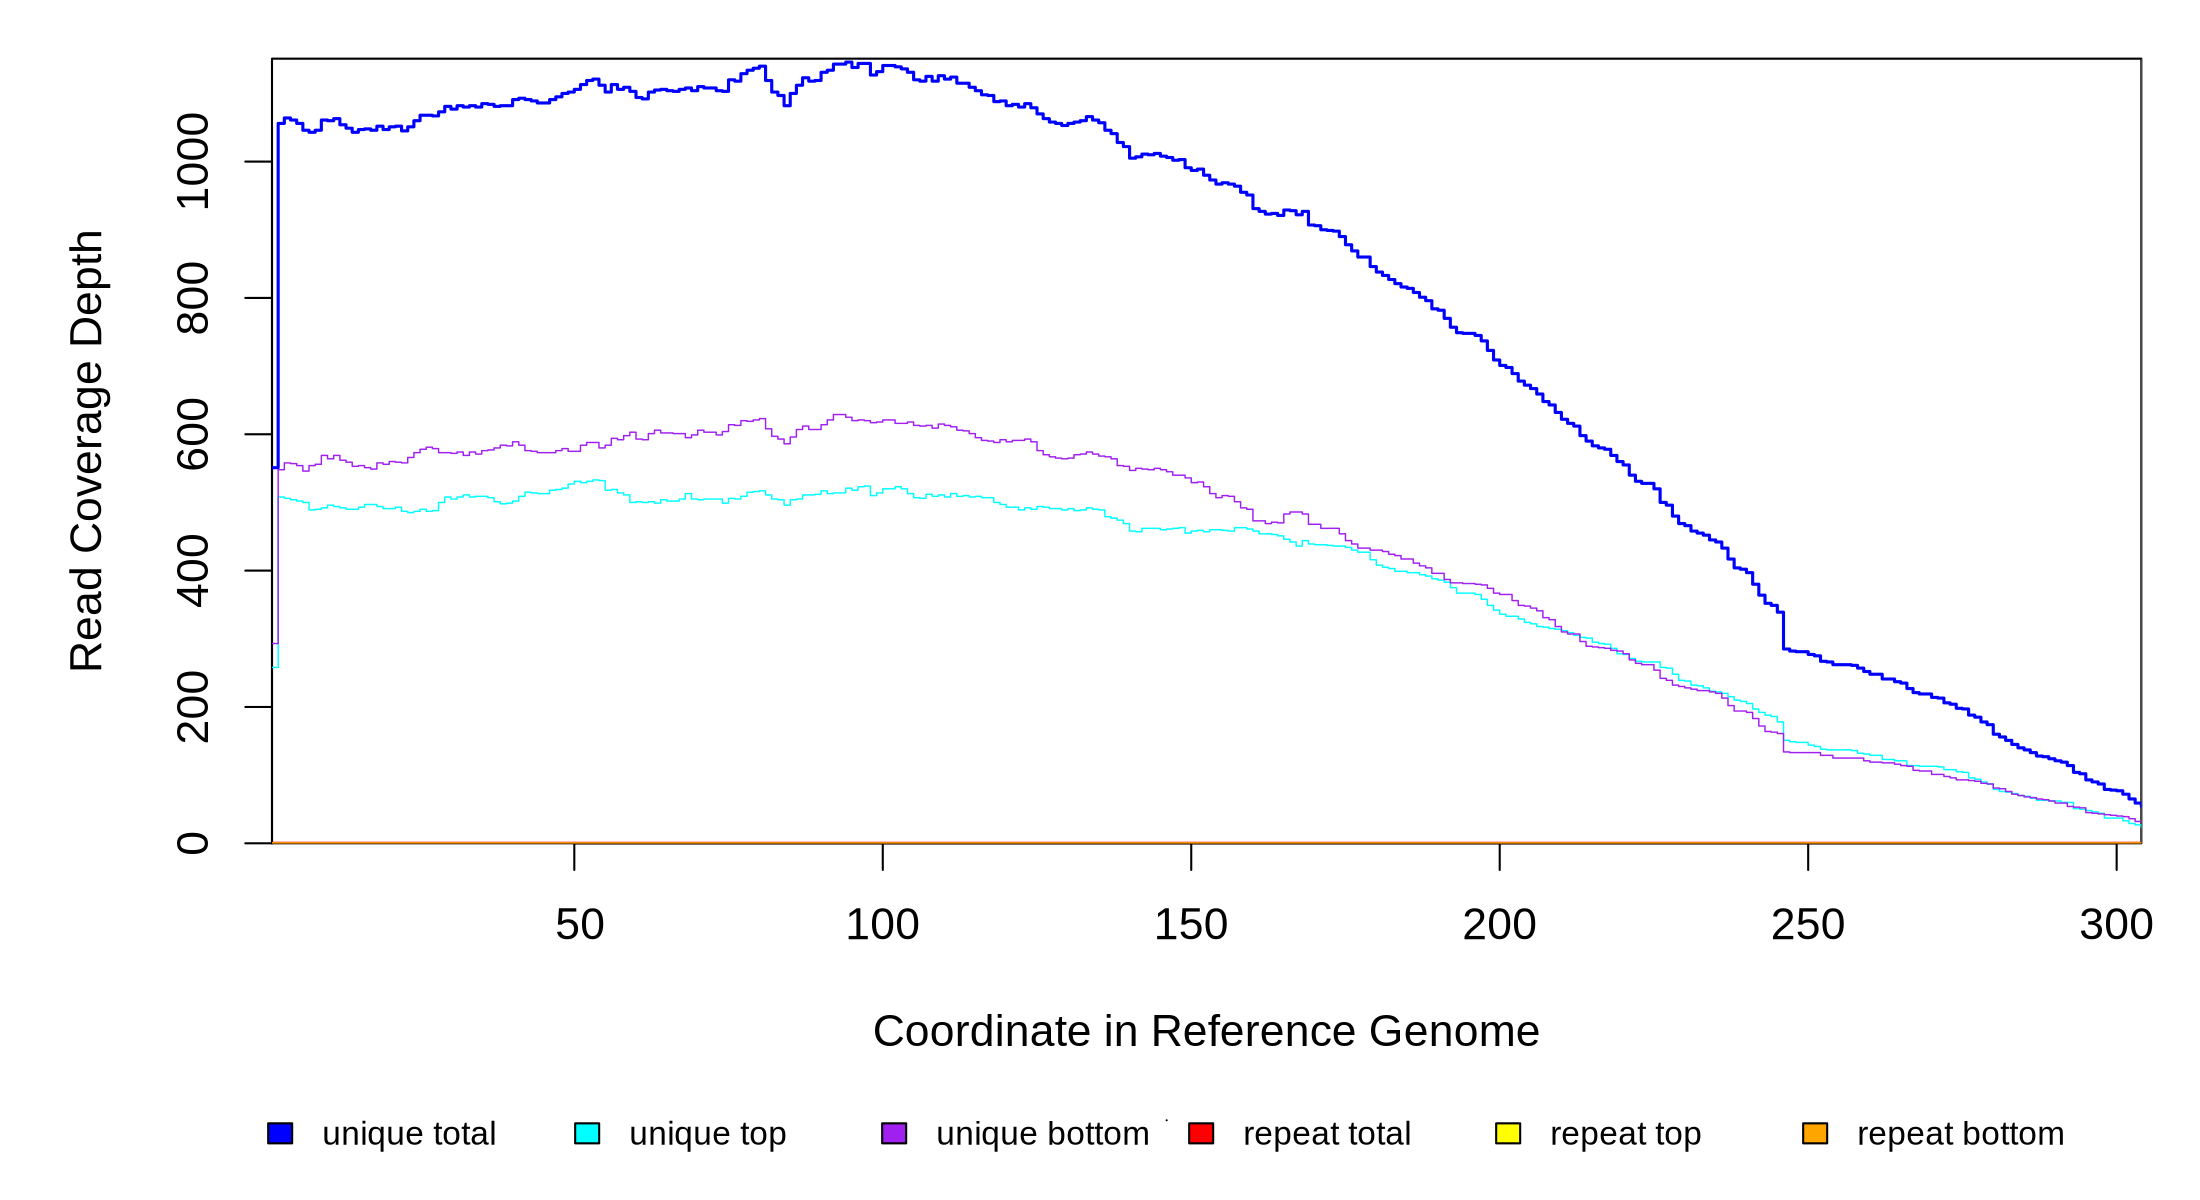 Read Coverage Depth
1000
800
600
400
200
0
50 100 150 200 250 300
Coordinate in Reference Genome
unique total unique top unique bottom repeat total repeat top repeat bottom